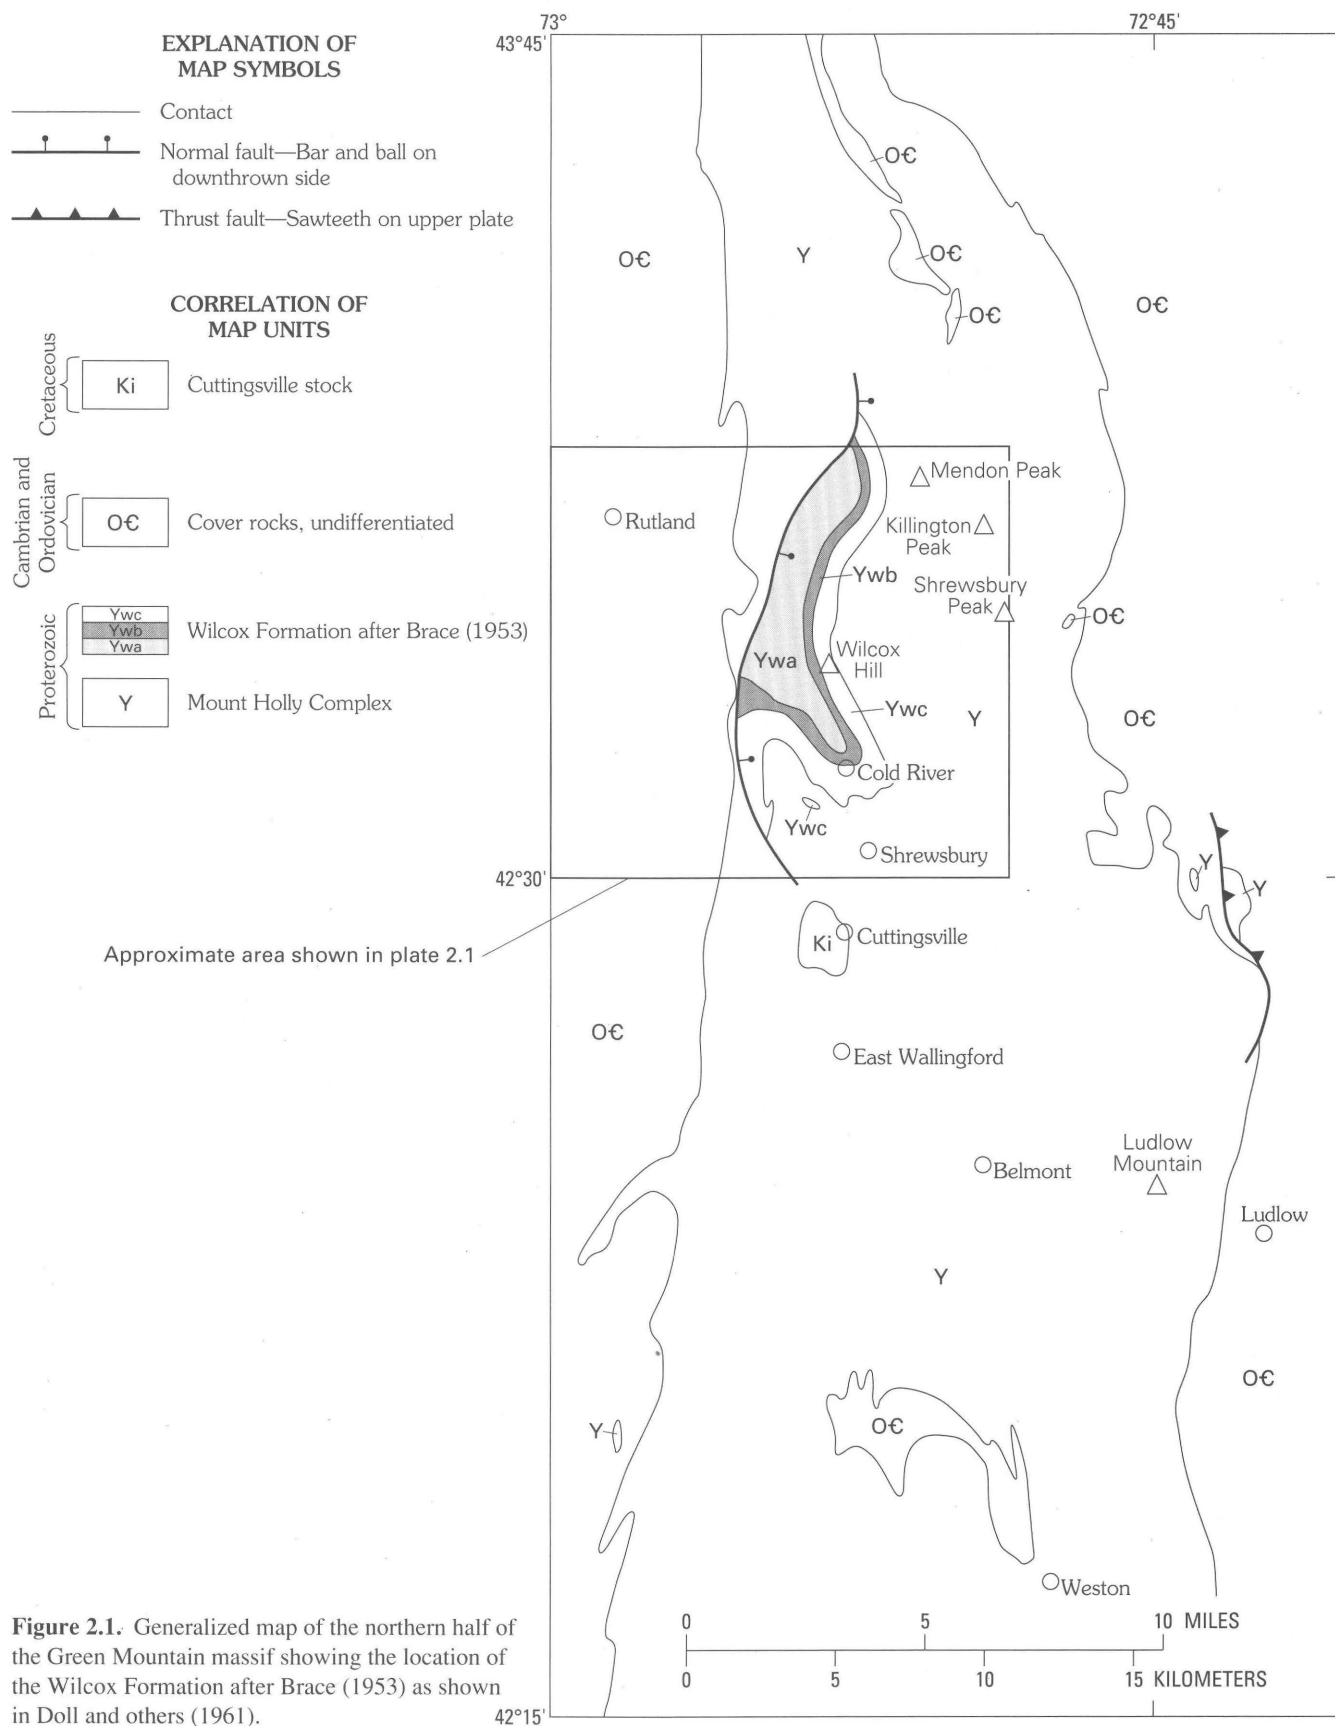 EXPLANATION OF
MAP SYMBOLS
Contact
Normal fault—Bar and ball on
downthrown side
Thrust fault—Sawteeth on upper plate
CORRELATION OF
MAP UNITS
Cretaceous
Ki
Cuttingsville stock
Cambrian and
Ordovician
O€
Cover rocks, undifferentiated
Proterozoic
Ywc
Ywb
Ywa
Wilcox Formation after Brace (1953)
Y
Mount Holly Complex
73°
72°45'
43°45'
O€
O€
Y
O€
O€
O€
Mendon Peak
Rutland
Killington
Peak
Ywb
Shrewsbury
Peak
O€
Ywa
Wilcox
Hill
Ywc
Y
O€
Cold River
Ywc
Shrewsbury
Y
Y
42°30'
Ki
Cuttingsville
Approximate area shown in plate 2.1
O€
East Wallingford
Ludlow
Mountain
Belmont
Ludlow
Y
O€
O€
Y
Weston
0 5 10 MILES
0 5 10 15 KILOMETERS
42°15'
Figure 2.1. Generalized map of the northern half of
the Green Mountain massif showing the location of
the Wilcox Formation after Brace (1953) as shown
in Doll and others (1961).